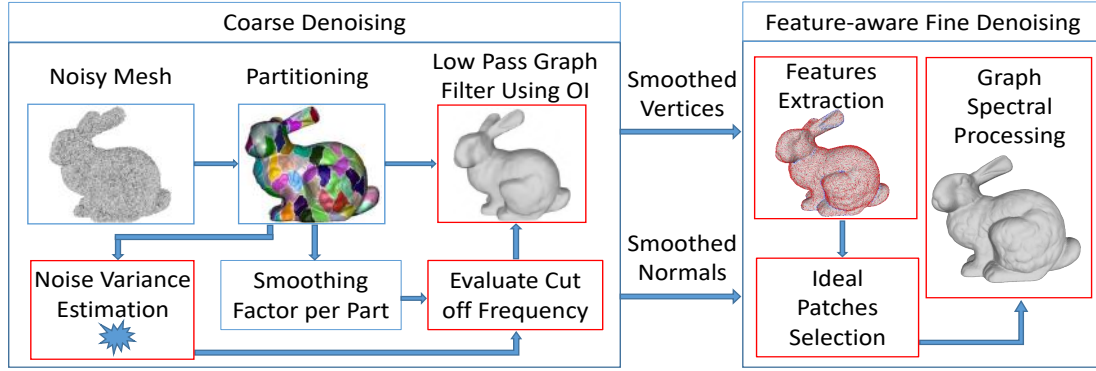 Coarse Denoising
Noisy Mesh
Partitioning
Low Pass Graph
Filter Using OI
Noise Variance
Estimation
Smoothing
Factor per Part
Evaluate Cut
off Frequency
Smoothed
Vertices
Smoothed
Normals
Feature-aware Fine Denoising
Features
Extraction
Graph
Spectral
Processing
Ideal
Patches
Selection